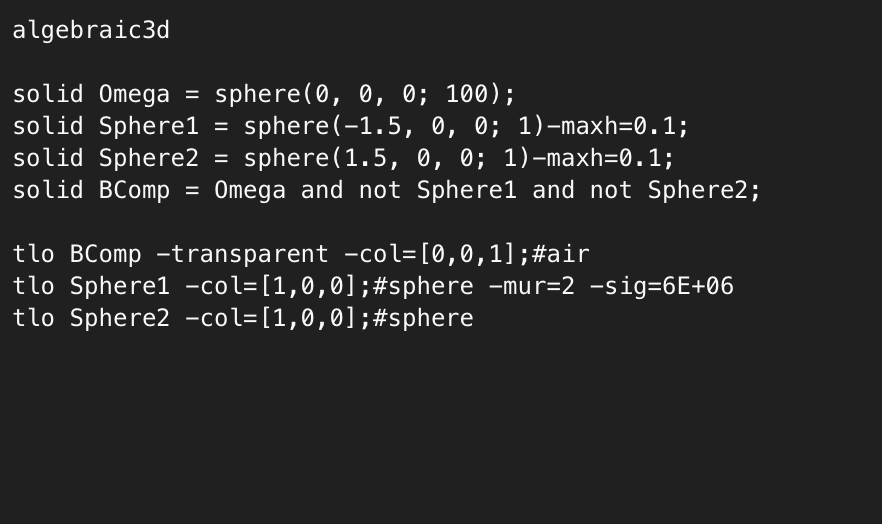 algebraic3d
solid Omega = sphere(0, 0, 0; 100);
solid Sphere1 = sphere(-1.5, 0, 0; 1)-maxh=0.1;
solid Sphere2 = sphere(1.5, 0, 0; 1)-maxh=0.1;
solid BComp = Omega and not Sphere1 and not Sphere2;
tlo BComp -transparent -col=[0,0,1];#air
tlo Sphere1 -col=[1,0,0];#sphere -mur=2 -sig=6E+06
tlo Sphere2 -col=[1,0,0];#sphere